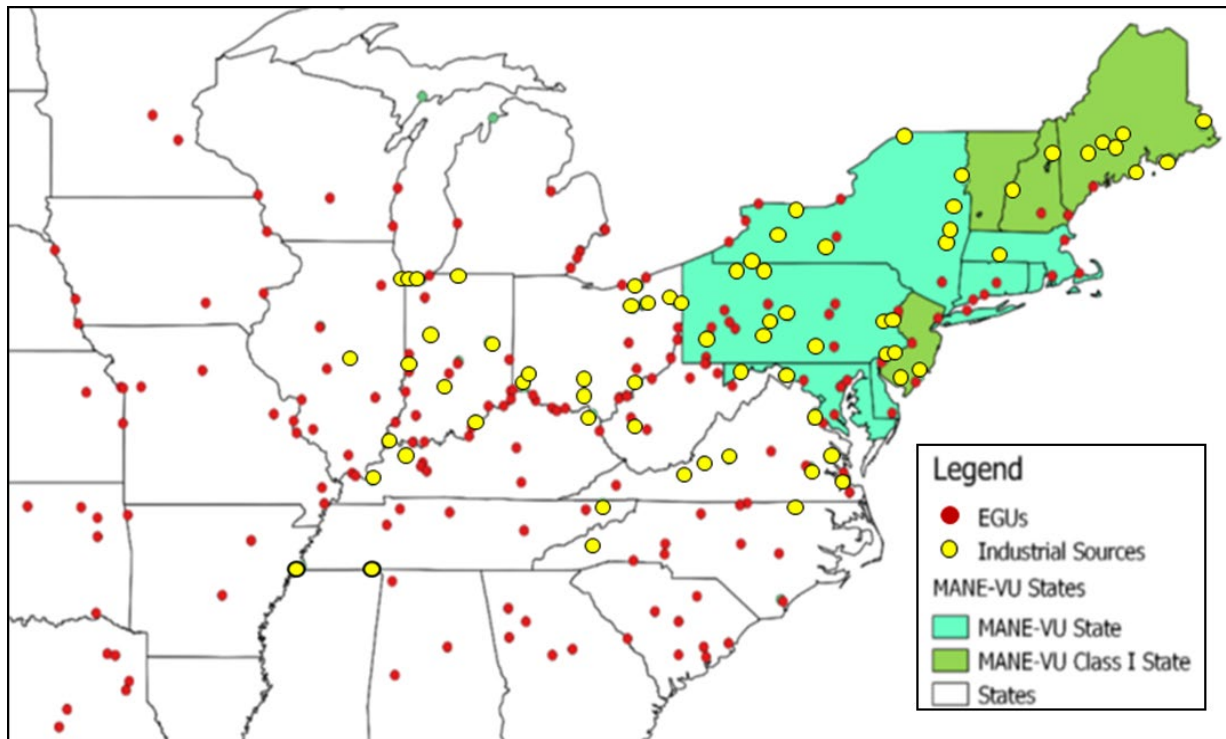 Legend
EGUs
Industrial Sources
MANE-VU States
MANE-VU State
MANE-VU Class I State
States